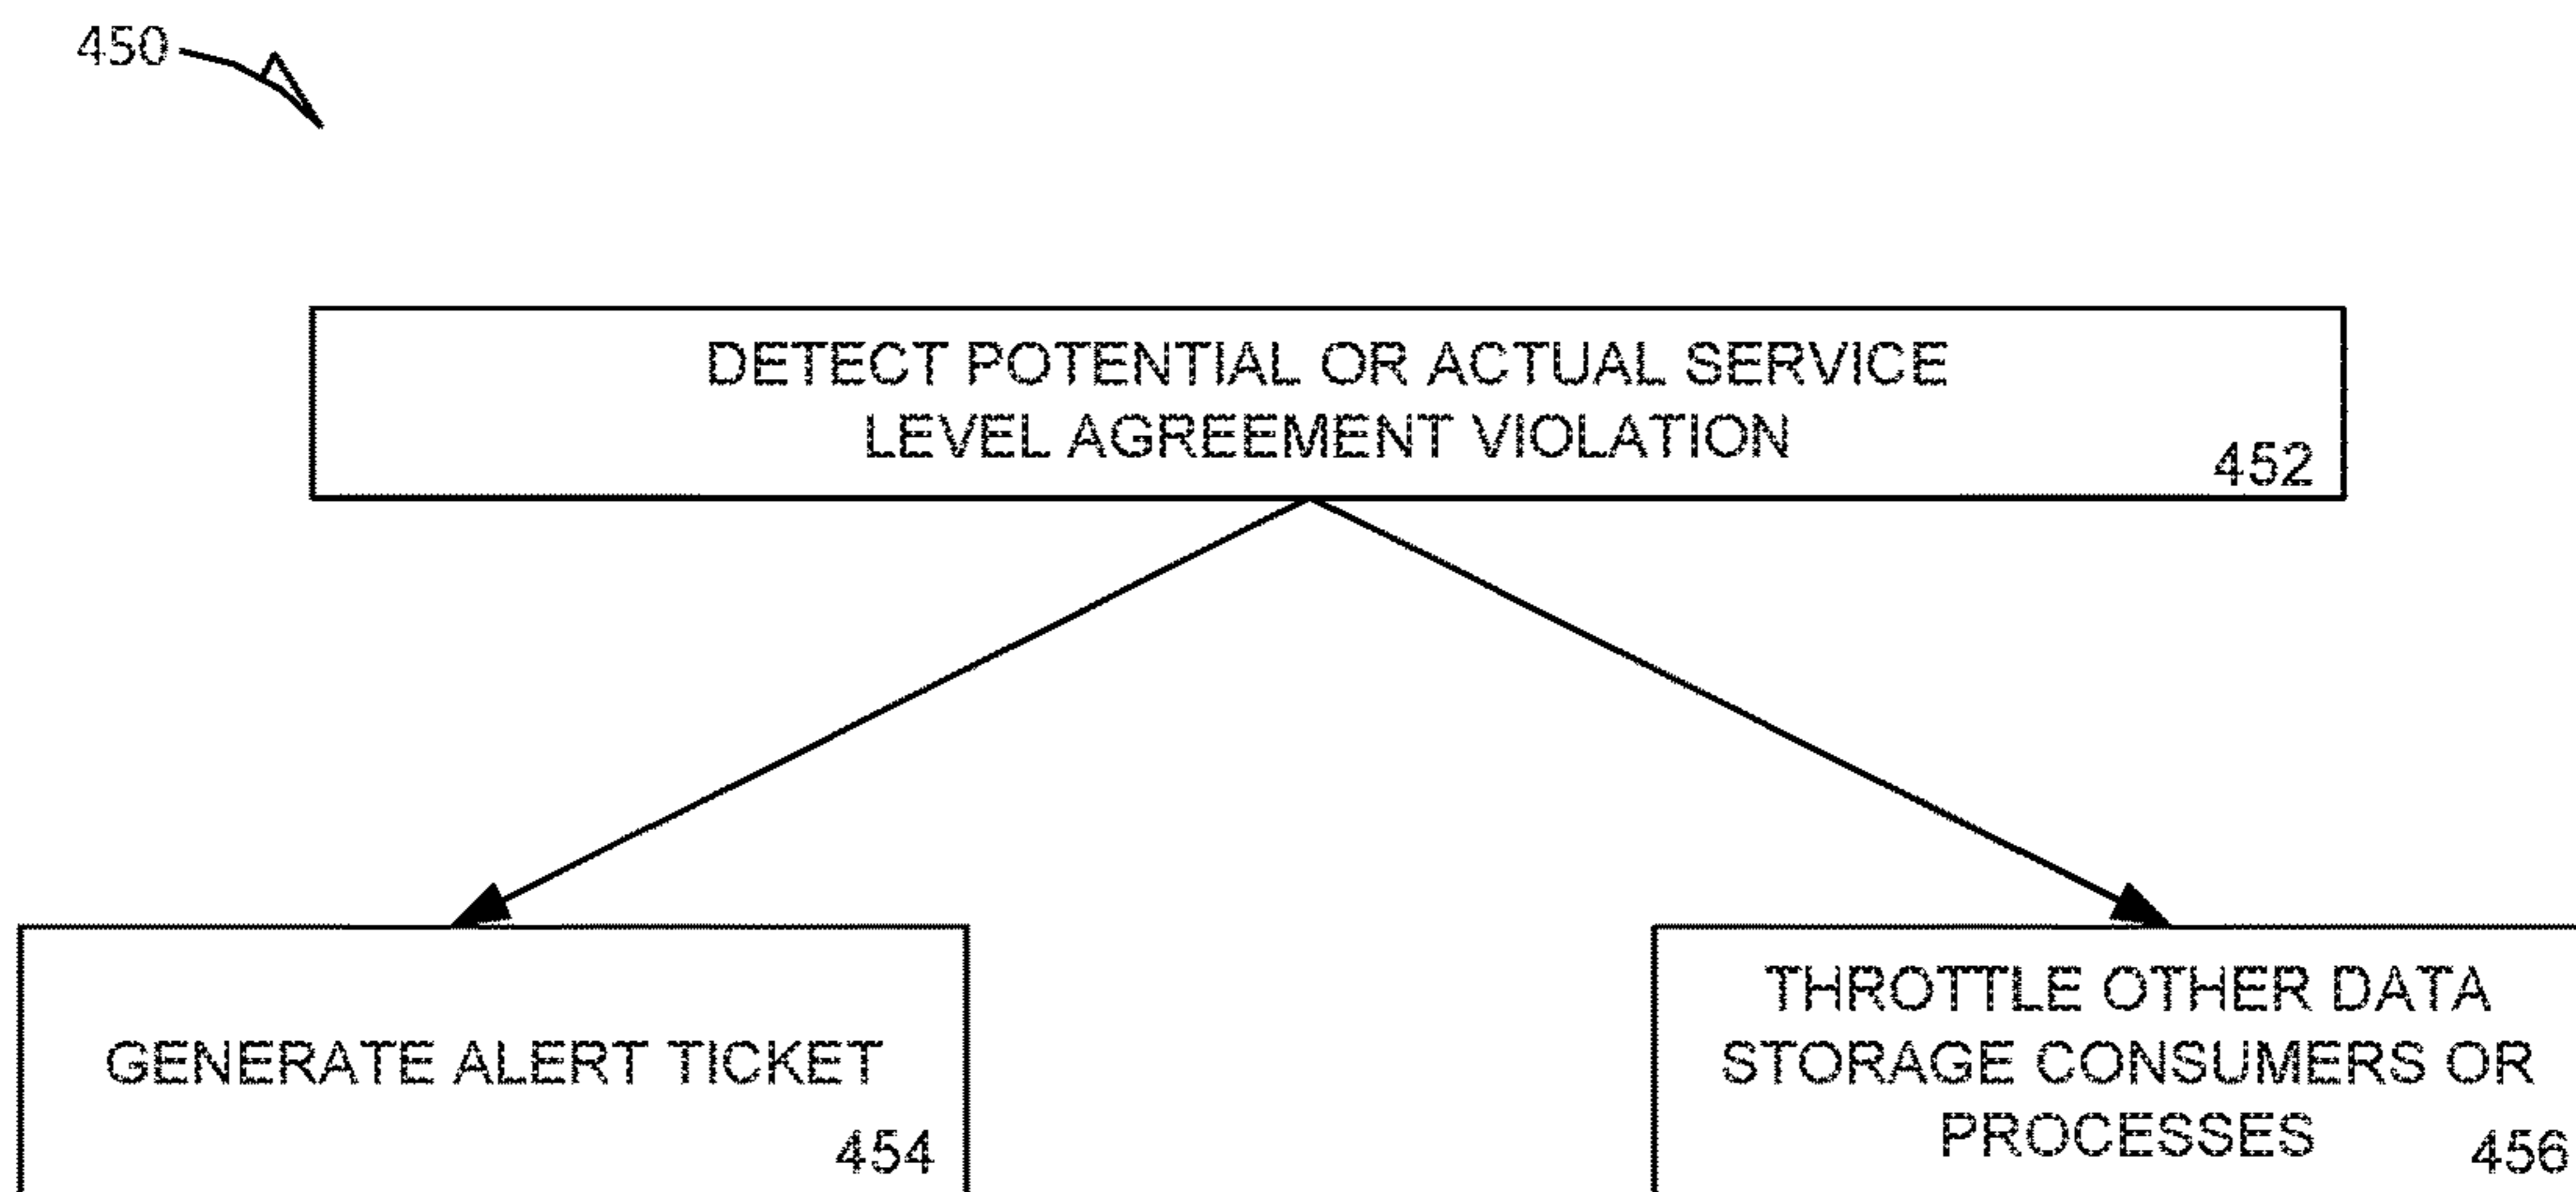 450
DETECT POTENTIAL OR ACTUAL SERVICE
LEVEL AGREEMENT VIOLATION
452
GENERATE ALERT TICKET
454
THROTTLE OTHER DATA
STORAGE CONSUMERS OR
PROCESSES
456